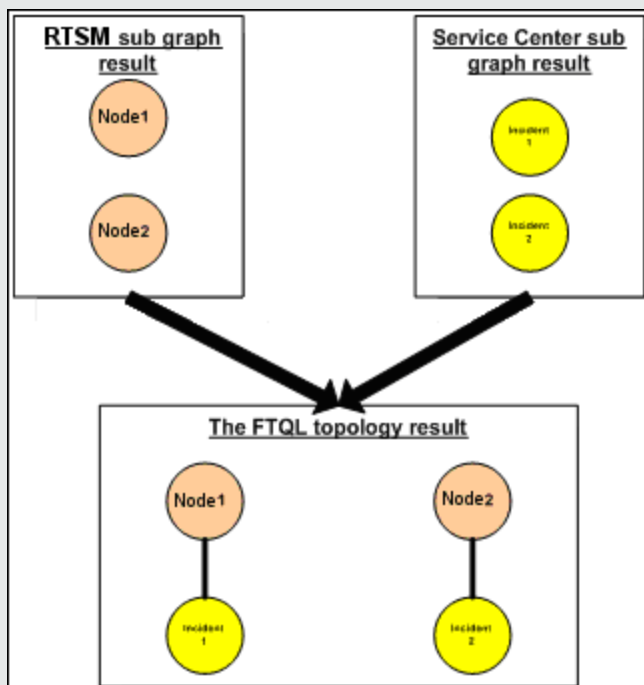 RTSM sub graph
result
Node1
Node2
Service Center sub
graph result
Incident
1
Incident
2
The FTQL topology result
Node1
Node2
Incident
1
Incident
2